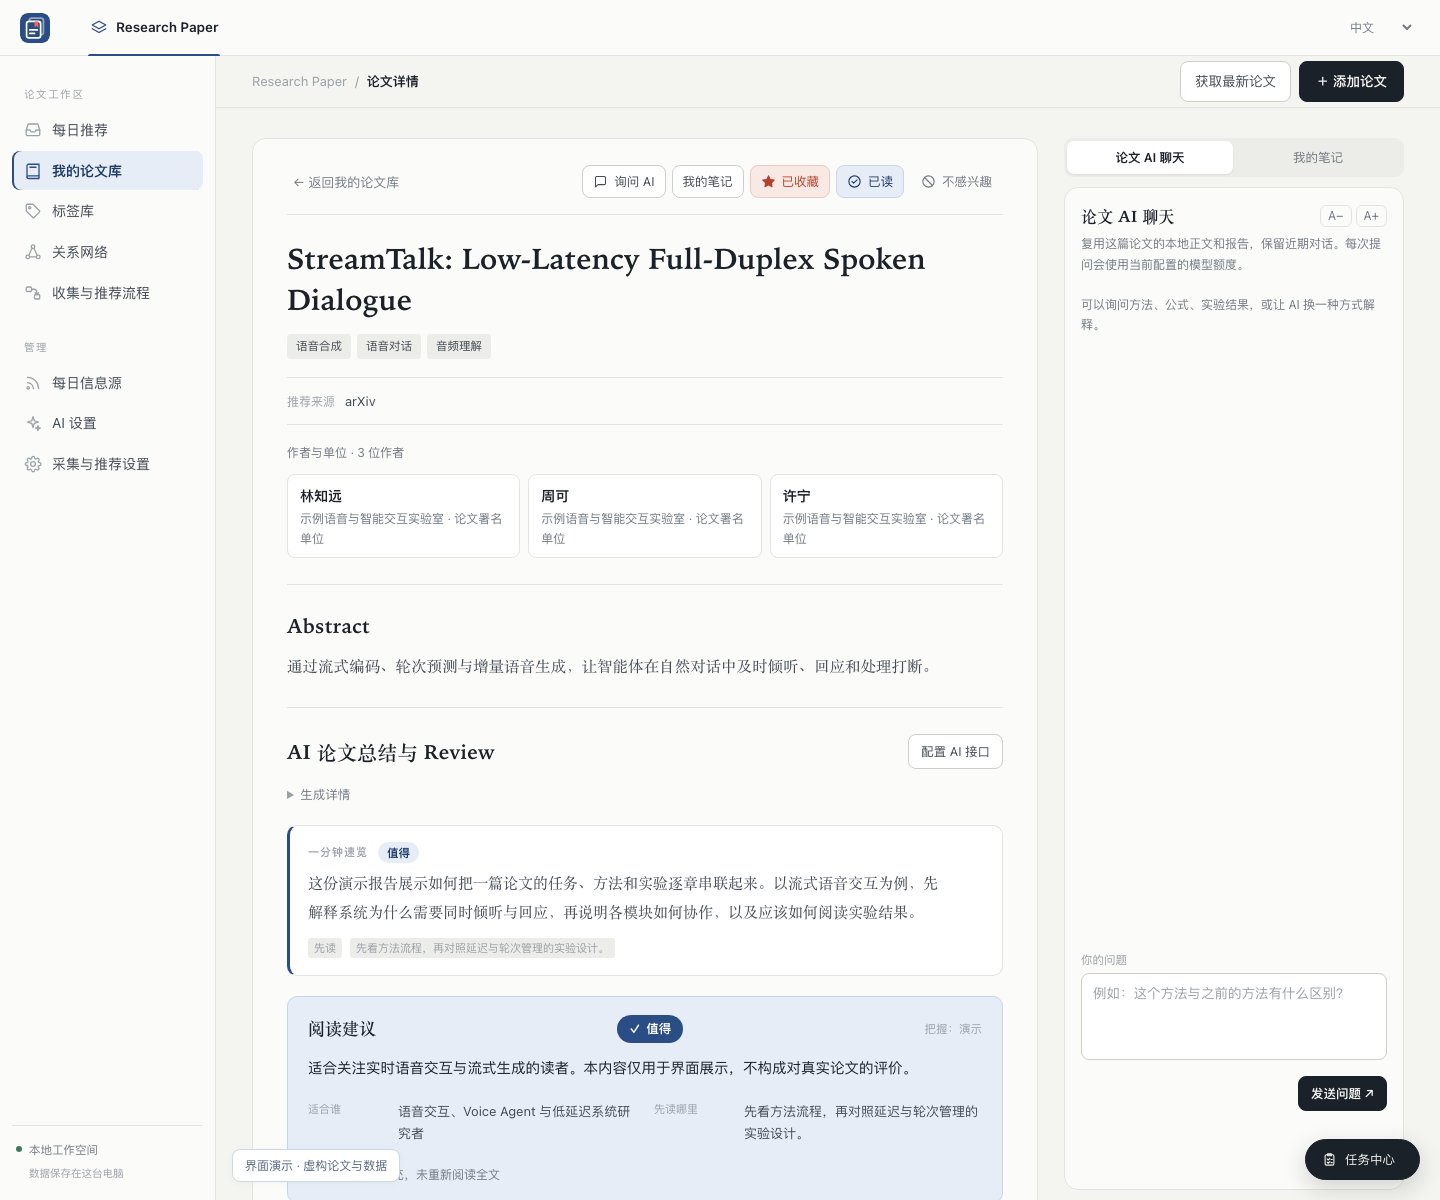 Research Paper
中文
论文工作区
每日推荐
我的论文库
标签库
关系网络
收集与推荐流程
管理
每日信息源
AI 设置
采集与推荐设置
本地工作空间
数据保存在这台电脑
Research Paper / 论文详情
获取最新论文
+ 添加论文
← 返回我的论文库
询问 AI
我的笔记
已收藏
已读
不感兴趣
StreamTalk: Low-Latency Full-Duplex Spoken
Dialogue
语音合成 语音对话 音频理解
推荐来源 arXiv
作者与单位 · 3 位作者
林知远
示例语音与智能交互实验室 · 论文署名
单位
周可
示例语音与智能交互实验室 · 论文署名
单位
许宁
示例语音与智能交互实验室 · 论文署名
单位
Abstract
通过流式编码、轮次预测与增量语音生成，让智能体在自然对话中及时倾听、回应和处理打断。
AI 论文总结与 Review
配置 AI 接口
▶ 生成详情
一分钟速览 值得
这份演示报告展示如何把一篇论文的任务、方法和实验逐章串联起来。以流式语音交互为例，先
解释系统为什么需要同时倾听与回应，再说明各模块如何协作，以及应该如何阅读实验结果。
先读 先看方法流程，再对照延迟与轮次管理的实验设计。
阅读建议
✓ 值得
把握：演示
适合关注实时语音交互与流式生成的读者。本内容仅用于界面展示，不构成对真实论文的评价。
适合谁
语音交互、Voice Agent 与低延迟系统研
究者
先读哪里
先看方法流程，再对照延迟与轮次管理的
实验设计。
，未重新阅读全文
界面演示 · 虚构论文与数据
论文 AI 聊天
我的笔记
论文 AI 聊天
A−
A+
复用这篇论文的本地正文和报告，保留近期对话。每次提
问会使用当前配置的模型额度。
可以询问方法、公式、实验结果，或让 AI 换一种方式解
释。
你的问题
例如：这个方法与之前的方法有什么区别？
发送问题 ↗
任务中心